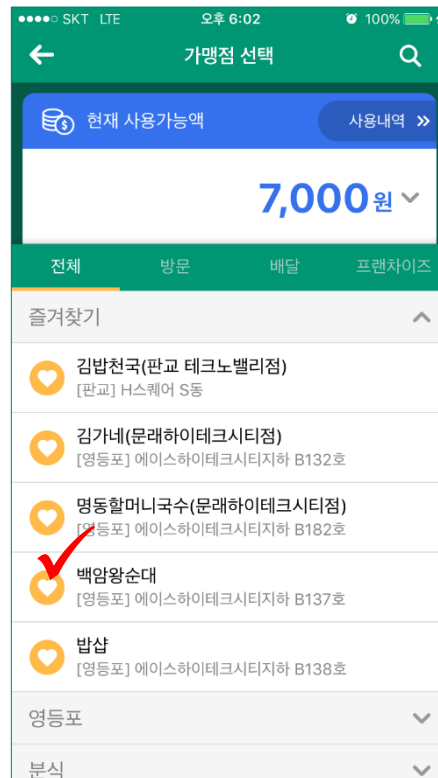 SKT LTE 오후 6:02 100%
가맹점 선택
현재 사용가능액 사용내역 »
7,000원
전체 방문 배달 프랜차이즈
즐겨찾기
김밥천국(판교 테크노밸리점)
[판교] H스퀘어 S동
김가네(문래하이테크시티점)
[영등포] 에이스하이테크시티지하 B132호
명동할머니국수(문래하이테크시티점)
[영등포] 에이스하이테크시티지하 B182호
백암왕순대
[영등포] 에이스하이테크시티지하 B137호
밥샵
[영등포] 에이스하이테크시티지하 B138호
영등포
분식